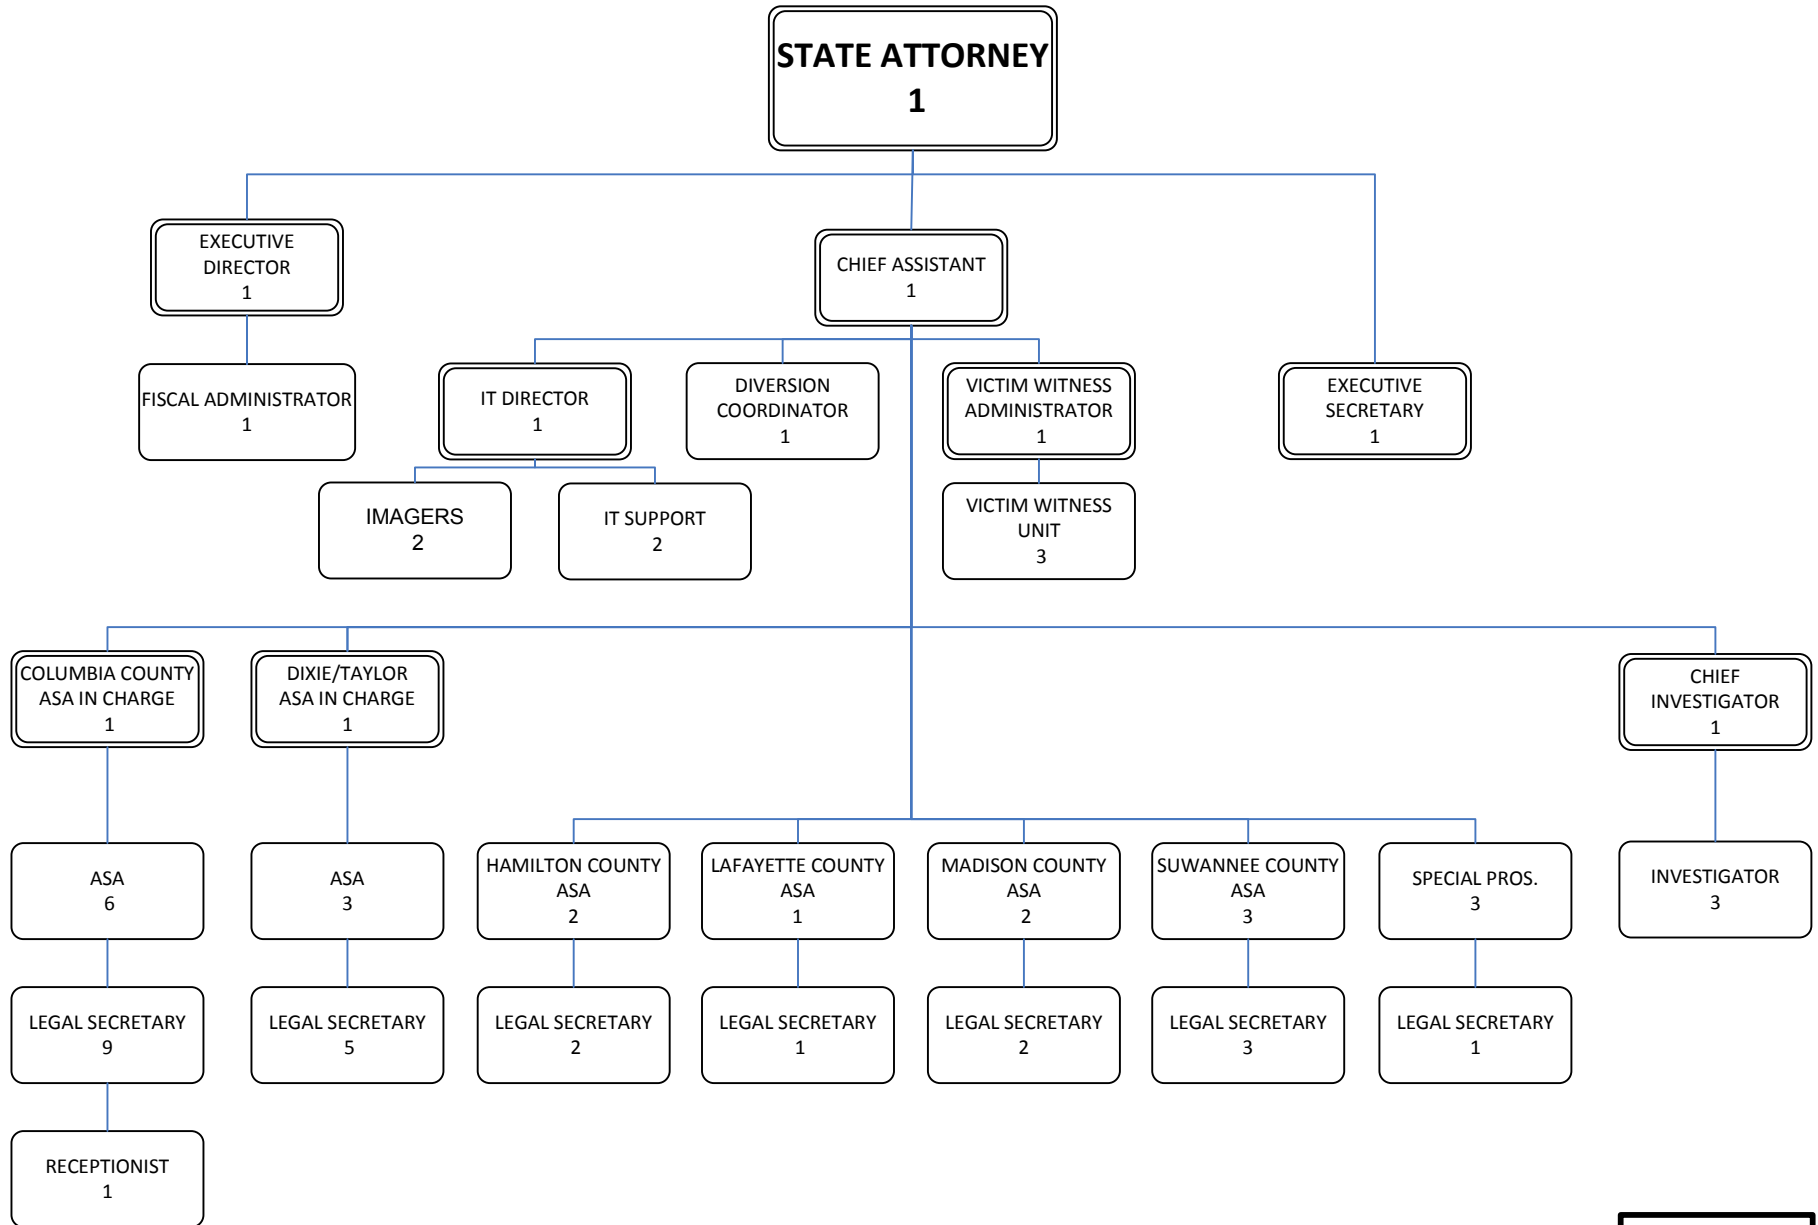 STATE ATTORNEY
1
EXECUTIVE
DIRECTOR
1
CHIEF ASSISTANT
1
FISCAL ADMINISTRATOR
1
IT DIRECTOR
1
DIVERSION
COORDINATOR
1
VICTIM WITNESS
ADMINISTRATOR
1
EXECUTIVE
SECRETARY
1
IMAGERS
2
IT SUPPORT
2
VICTIM WITNESS
UNIT
3
COLUMBIA COUNTY
ASA IN CHARGE
1
DIXIE/TAYLOR
ASA IN CHARGE
1
CHIEF
INVESTIGATOR
1
ASA
6
ASA
3
HAMILTON COUNTY
ASA
2
LAFAYETTE COUNTY
ASA
1
MADISON COUNTY
ASA
2
SUWANNEE COUNTY
ASA
3
SPECIAL PROS.
3
INVESTIGATOR
3
LEGAL SECRETARY
9
LEGAL SECRETARY
5
LEGAL SECRETARY
2
LEGAL SECRETARY
1
LEGAL SECRETARY
2
LEGAL SECRETARY
3
LEGAL SECRETARY
1
RECEPTIONIST
1